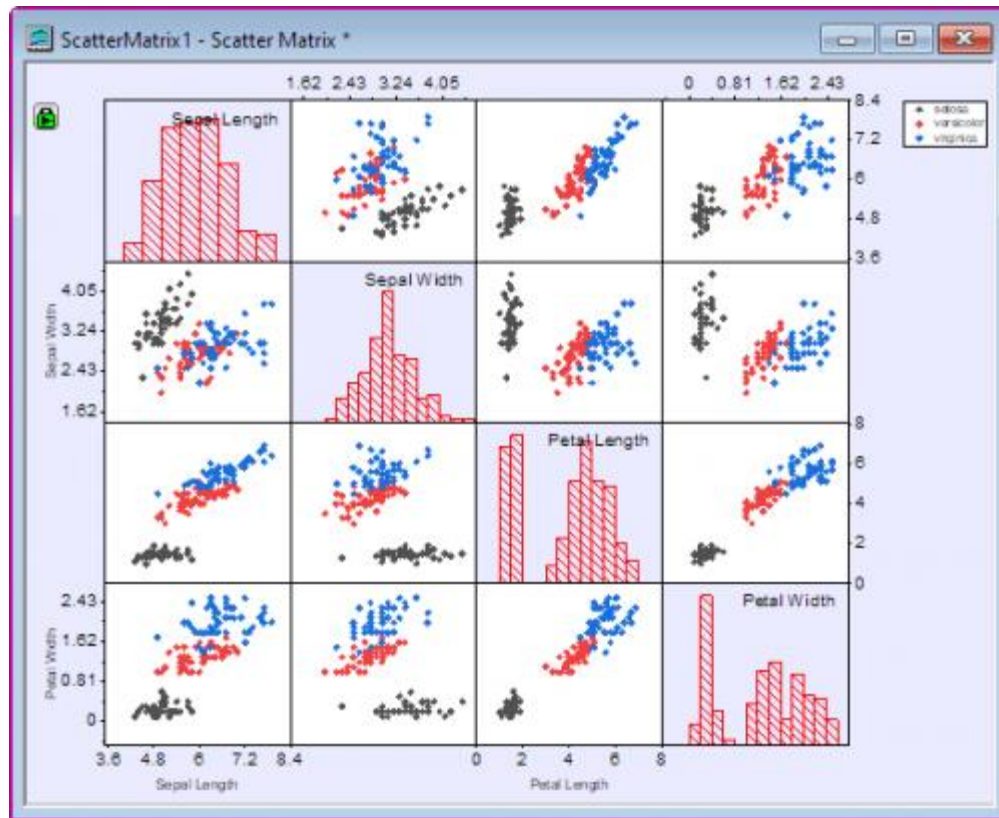 ScatterMatrix1 - Scatter Matrix *
1.62 2.43 3.24 4.05
0 0.81 1.62 2.43
Sepal Length
8.4
7.2
6
4.8
3.6
setosa
versicolor
virginica
Sepal Width
4.05
3.24
2.43
1.62
Sepal Width
Petal Length
8
6
4
2
0
Petal Width
2.43
1.62
0.81
0
Petal Width
3.6 4.8 6 7.2 8.4
Sepal Length
0 2 4 6 8
Petal Length